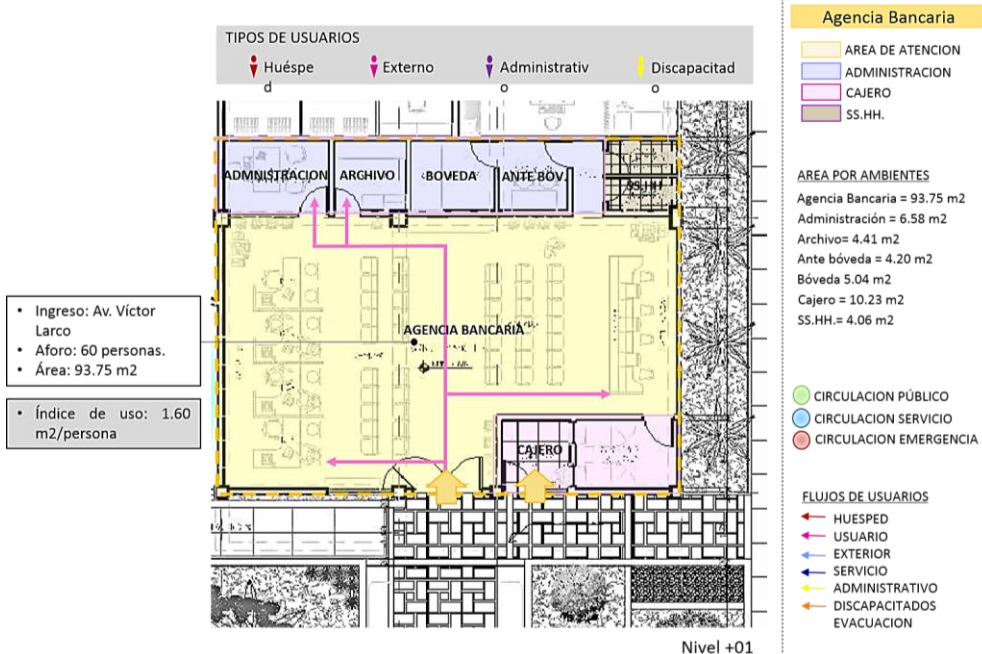 TIPOS DE USUARIOS
Huéspe
d
Externo
Administrativ
o
Discapacitad
o
ADMNISTRACION
ARCHIVO
BOVEDA
ANTE BOV.
SS.HH
AGENCIA BANCARIA
CAJERO
• Ingreso: Av. Víctor
Larco
• Aforo: 60 personas.
• Área: 93.75 m2
• Índice de uso: 1.60
m2/persona
Nivel +01
Agencia Bancaria
AREA DE ATENCION
ADMINISTRACION
CAJERO
SS.HH.
AREA POR AMBIENTES
Agencia Bancaria = 93.75 m2
Administración = 6.58 m2
Archivo= 4.41 m2
Ante bóveda = 4.20 m2
Bóveda 5.04 m2
Cajero = 10.23 m2
SS.HH.= 4.06 m2
CIRCULACION PÚBLICO
CIRCULACION SERVICIO
CIRCULACION EMERGENCIA
FLUJOS DE USUARIOS
HUESPED
USUARIO
EXTERIOR
SERVICIO
ADMINISTRATIVO
DISCAPACITADOS
EVACUACION